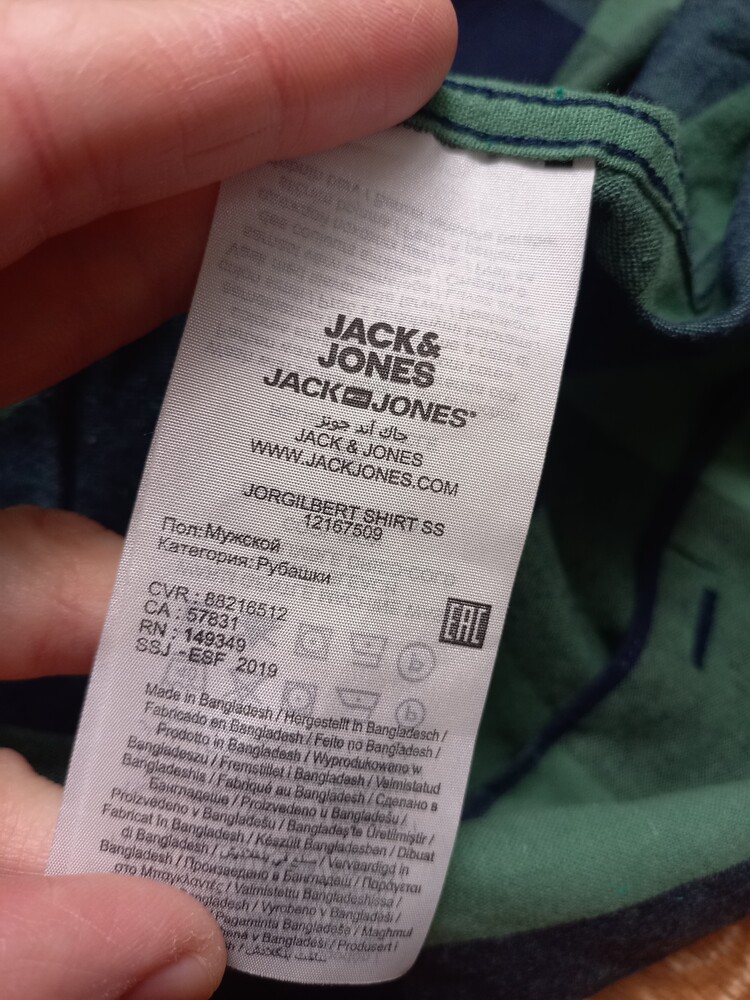 JACK&
JONES
JACK JONES®
جاك آند جونز
JACK & JONES
WWW.JACKJONES.COM
JORGILBERT SHIRT SS
12167509
Пол: Мужской
Категория: Рубашки
CVR : 88216512
CA : 57831
RN : 149349
SSJ -ESF 2019
EAC
Made in Bangladesh / Hergestellt in Bangladesch /
Fabricado en Bangladesh / Feito no Bangladesh /
Prodotto in Bangladesh / Wyprodukowano w
Bangladeszu / Fremstillet i Bangladesh / Valmistatud
Bangladeshis / Fabriqué au Bangladesh / Сделано в
Бангладеше / Proizvedeno u Bangladešu /
Proizvedeno v Bangladešu / Bangladeş'te Üretilmiştir /
Fabricat în Bangladesh / Készült Bangladesben / Dibuat
di Bangladesh / Vervaardigd in
Bangladesh / Произведено в Бангладеш / Παράγεται
στο Μπαγκλαντές / Valmistettu Bangladeshissa /
Vyrobeno v Bangladéši /
Pagaminta Bangladeše / Maghmul
Bangladeš / Produsert i